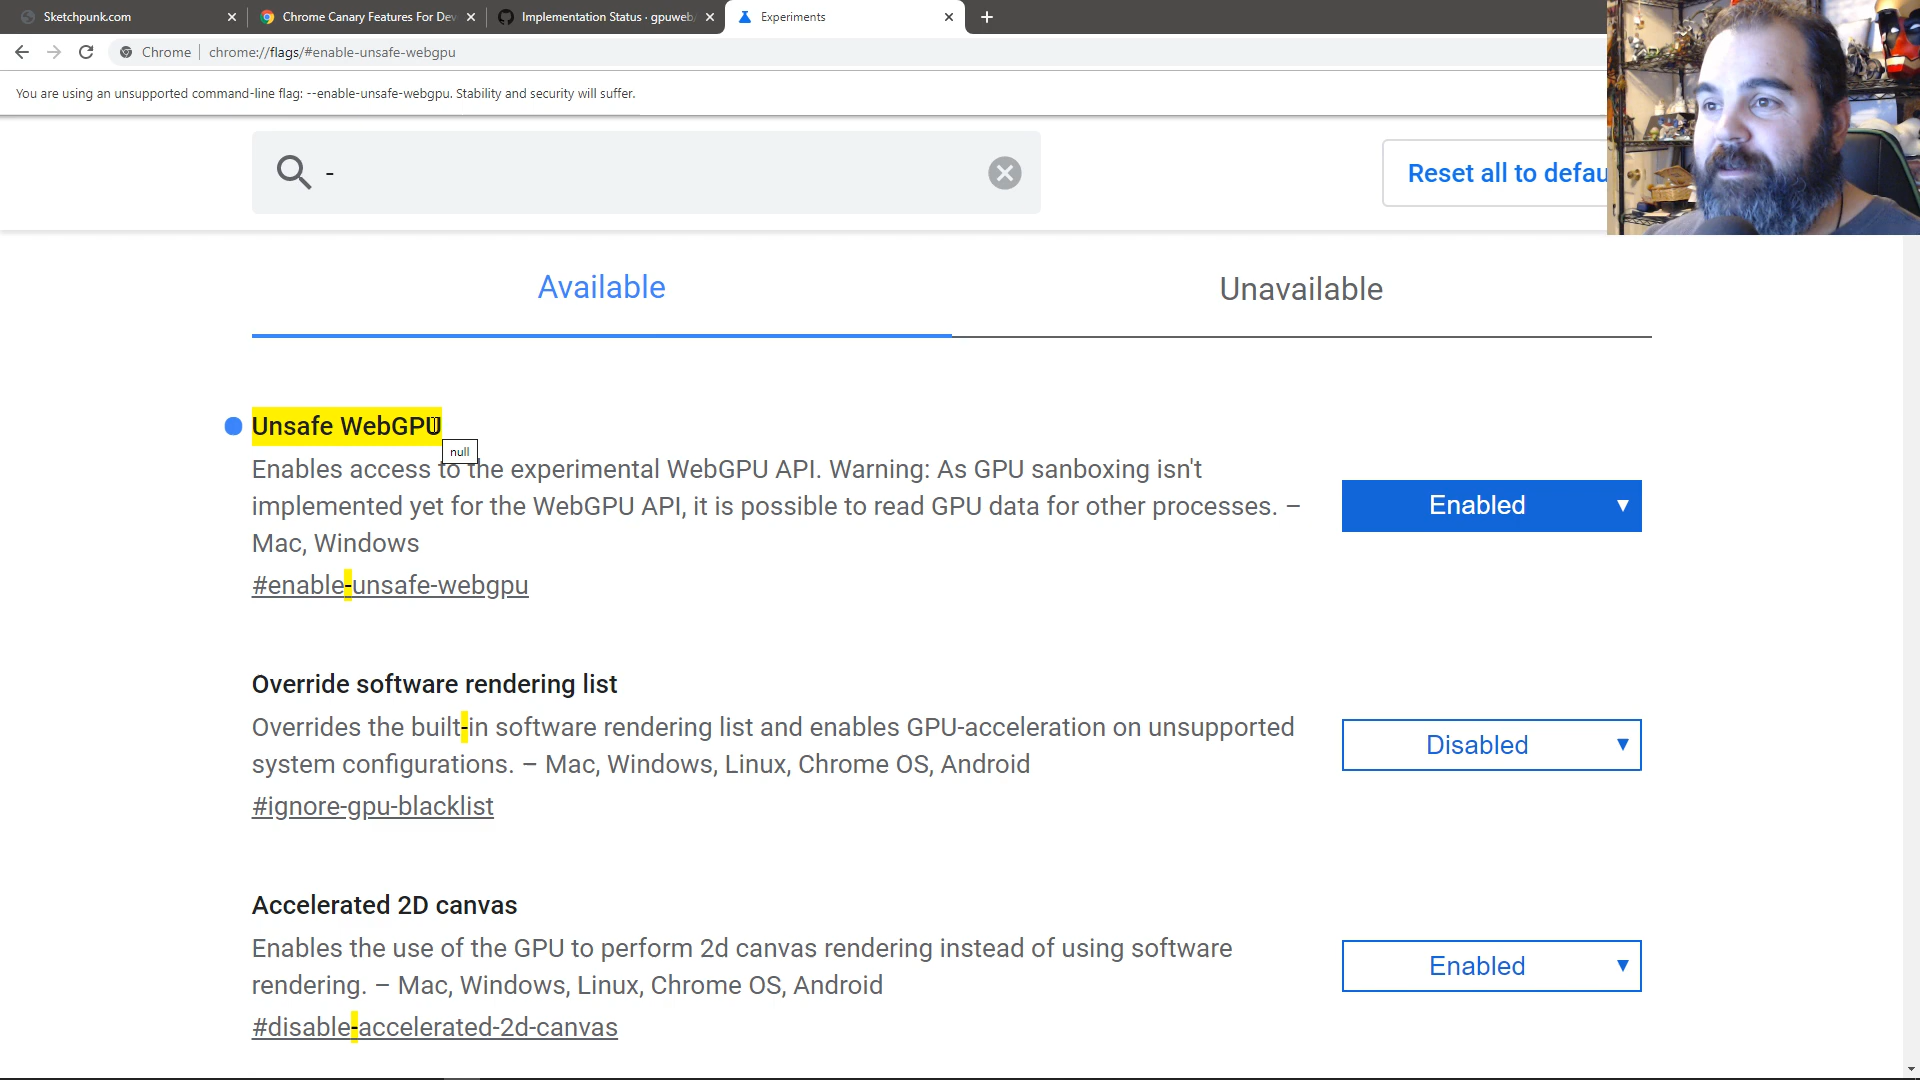 Sketchpunk.com
Chrome Canary Features For Dev
Implementation Status · gpuweb/
Experiments
Chrome
chrome://flags/#enable-unsafe-webgpu
You are using an unsupported command-line flag: --enable-unsafe-webgpu. Stability and security will suffer.
-
Reset all to defau
Available
Unavailable
Unsafe WebGPU
null
Enables access to the experimental WebGPU API. Warning: As GPU sanboxing isn't
implemented yet for the WebGPU API, it is possible to read GPU data for other processes. –
Mac, Windows
#enable-unsafe-webgpu
Enabled
Override software rendering list
Overrides the built-in software rendering list and enables GPU-acceleration on unsupported
system configurations. – Mac, Windows, Linux, Chrome OS, Android
#ignore-gpu-blacklist
Disabled
Accelerated 2D canvas
Enables the use of the GPU to perform 2d canvas rendering instead of using software
rendering. – Mac, Windows, Linux, Chrome OS, Android
#disable-accelerated-2d-canvas
Enabled